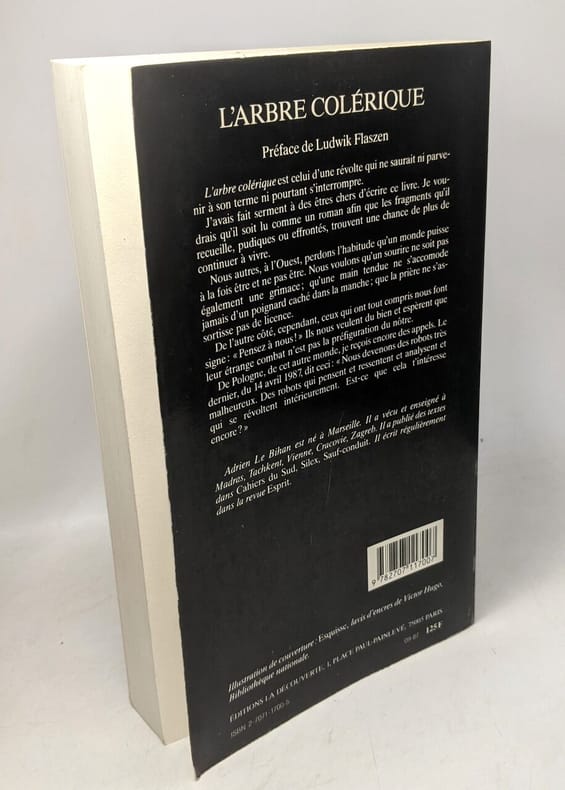 L'ARBRE COLÉRIQUE
Préface de Ludwik Flaszen
L'arbre colérique est celui d'une révolte qui ne saurait ni parve-
nir à son terme ni pourtant s'interrompre.
J'avais fait serment à des êtres chers d'écrire ce livre. Je vou-
drais qu'il soit lu comme un roman afin que les fragments qu'il
recueille, pudiques ou effrontés, trouvent une chance de plus de
continuer à vivre.
Nous autres, à l'Ouest, perdons l'habitude qu'un monde puisse
à la fois être et ne pas être. Nous voulons qu'un sourire ne soit pas
également une grimace; qu'une main tendue ne s'accomode
jamais d'un poignard caché dans la manche; que la prière ne s'as-
sortisse pas de licence.
De l'autre côté, cependant, ceux qui ont tout compris nous font
signe: « Pensez à nous! » Ils nous veulent du bien et espèrent que
leur étrange combat n'est pas la préfiguration du nôtre.
De Pologne, de cet autre monde, je reçois encore des appels. Le
dernier, du 14 avril 1987, dit ceci: « Nous devenons des robots très
malheureux. Des robots qui pensent et ressentent et analysent et
qui se révoltent intérieurement. Est-ce que cela t'intéresse
encore? »
Adrien Le Bihan est né à Marseille. Il a vécu et enseigné à
Madras, Tachkent, Vienne, Cracovie, Zagreb. Il a publié des textes
dans Cahiers du Sud, Silex, Sauf-conduit. Il écrit régulièrement
dans la revue Esprit.
9 782707 117007
Illustration de couverture: Esquisse, lavis d'encres de Victor Hugo,
Bibliothèque nationale.
ÉDITIONS LA DÉCOUVERTE, 1, PLACE PAUL-PAINLEVÉ, 75005 PARIS
ISBN 2-7071-1700-5 09-87 125 F